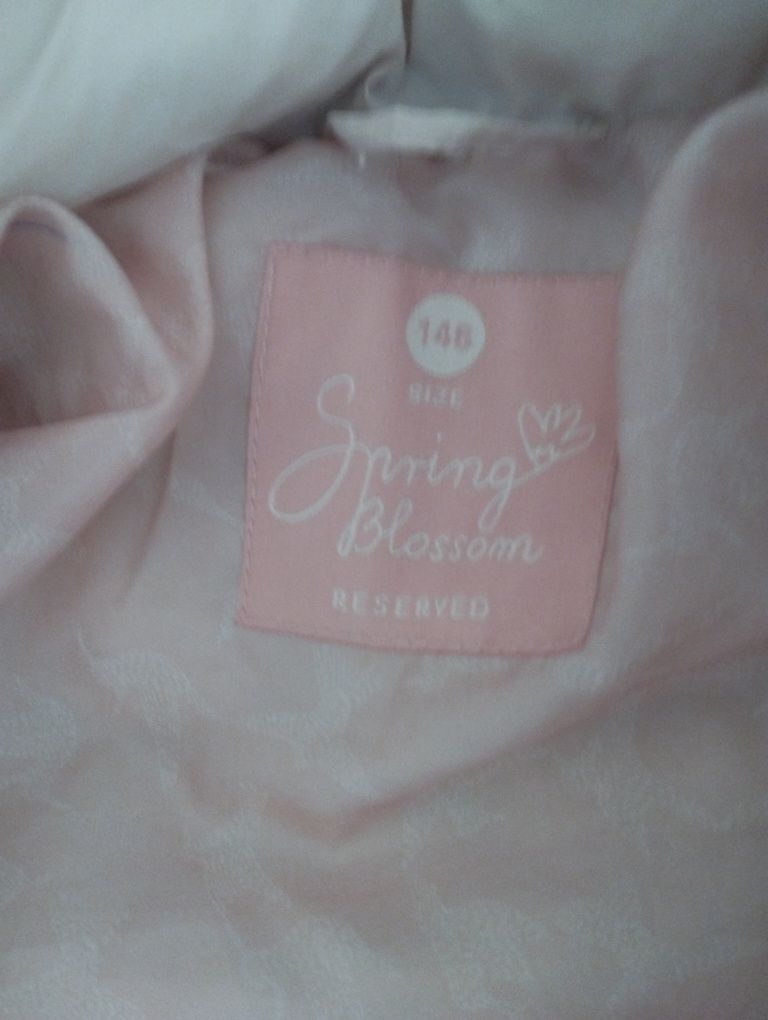 146
SIZE
Spring
Blossom
RESERVED